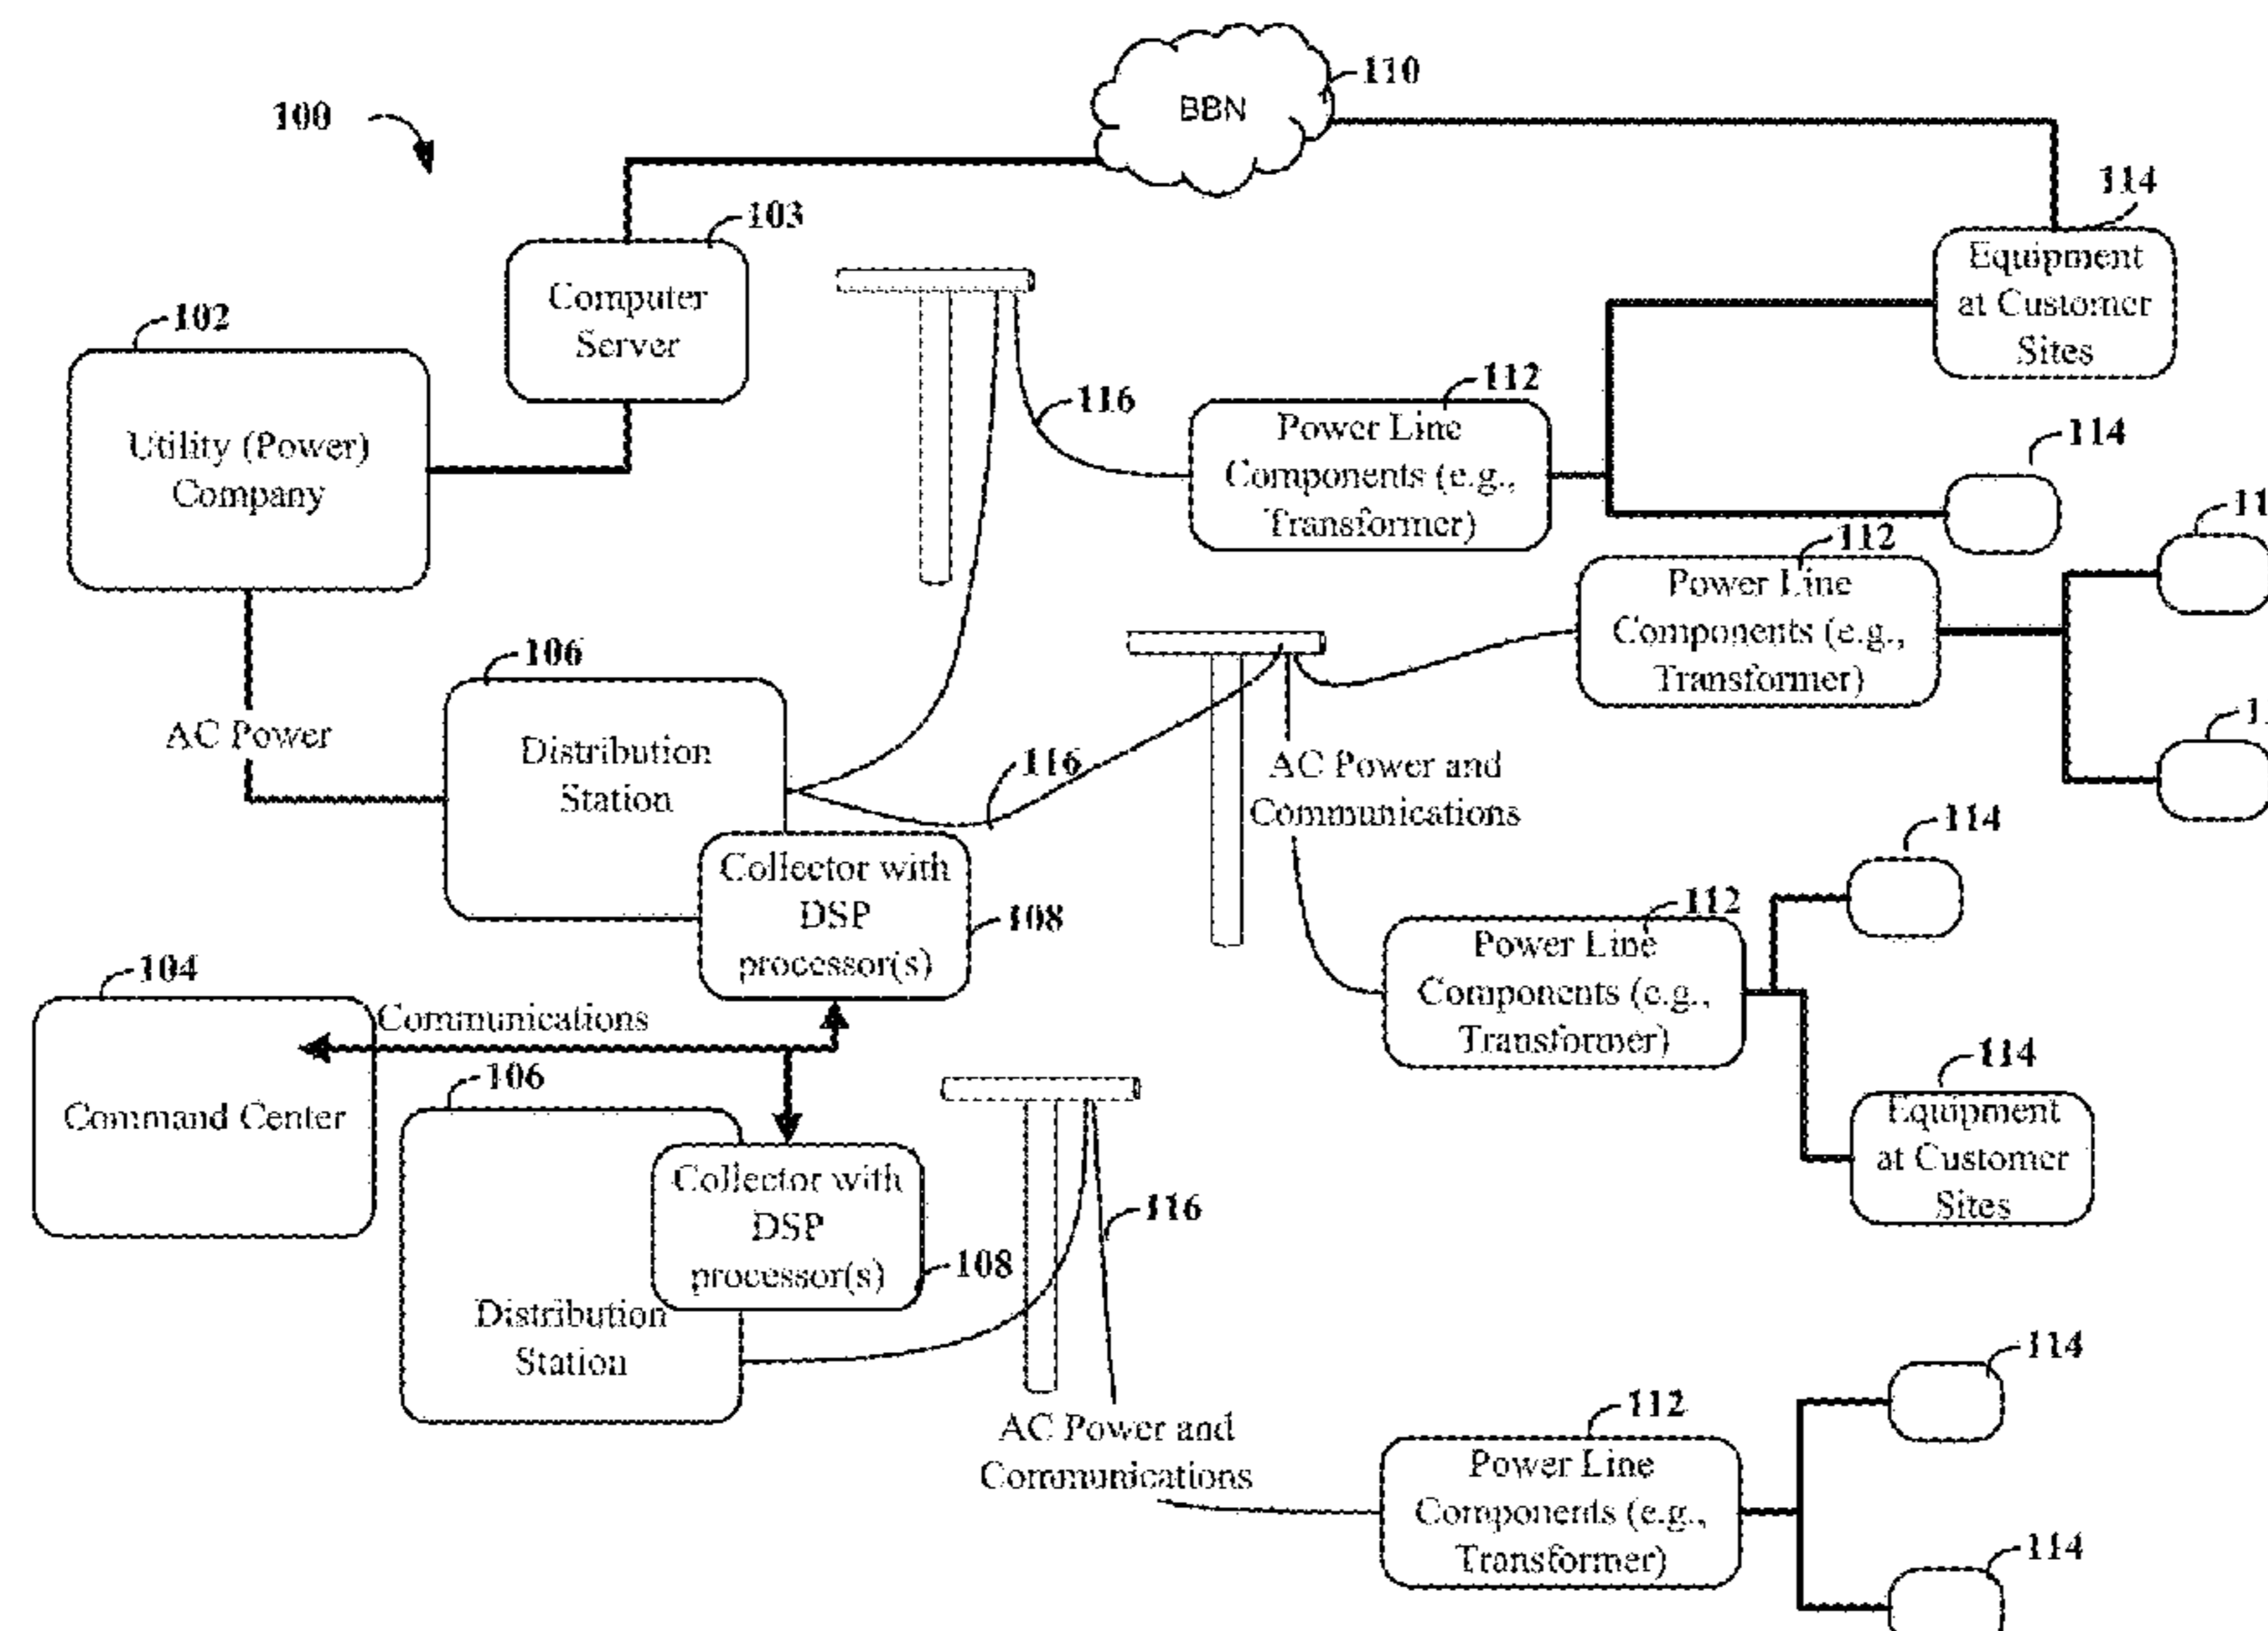 110
BBN
100
114
103
Equipment
at Customer
Sites
Computer
Server
102
112
116
Power Line
Components (e.g.,
Transformer)
114
Utility (Power)
Company
11
112
Power Line
Components (e.g.,
Transformer)
106
1
AC Power
Distribution
Station
116
AC Power and
Communications
114
Collector with
DSP
processor(s)
108
112
Power Line
Components (e.g.,
Transformer)
104
Communications
Command Center
106
114
Equipment
at Customer
Sites
Collector with
DSP
processor(s)
108
116
Distribution
Station
114
AC Power and
Communications
112
Power Line
Components (e.g.,
Transformer)
114